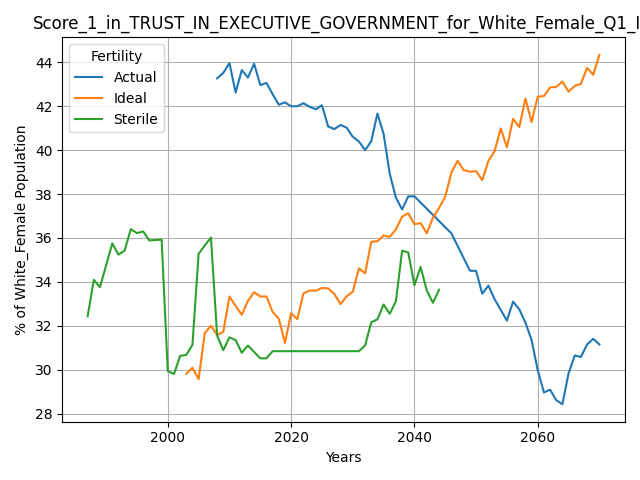 Score_1_in_TRUST_IN_EXECUTIVE_GOVERNMENT_for_White_Female_Q1_I
Fertility
Actual
Ideal
Sterile
% of White_Female Population
44
42
40
38
36
34
32
30
28
2000
2020
2040
2060
Years